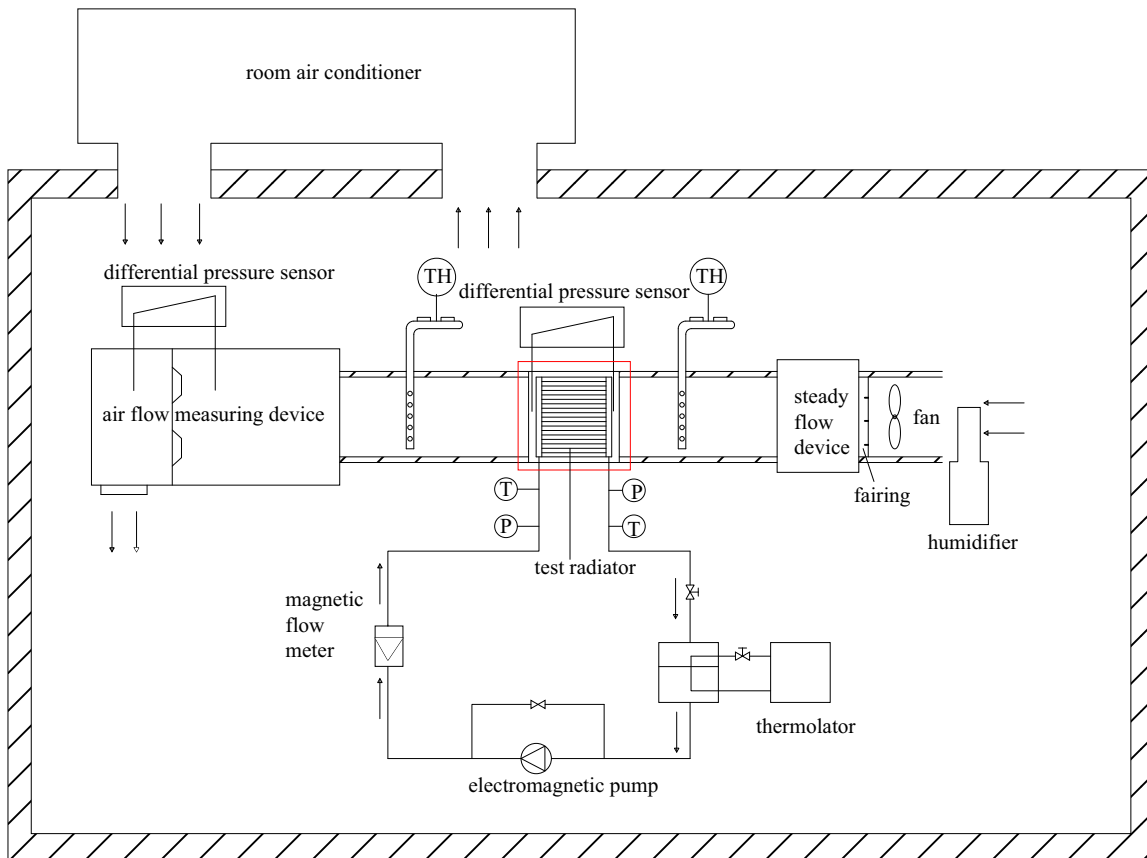 room air conditioner
differential pressure sensor
TH
differential pressure sensor
TH
air flow measuring device
steady
flow
device
fan
fairing
humidifier
T
P
P
T
test radiator
magnetic
flow
meter
thermolator
electromagnetic pump